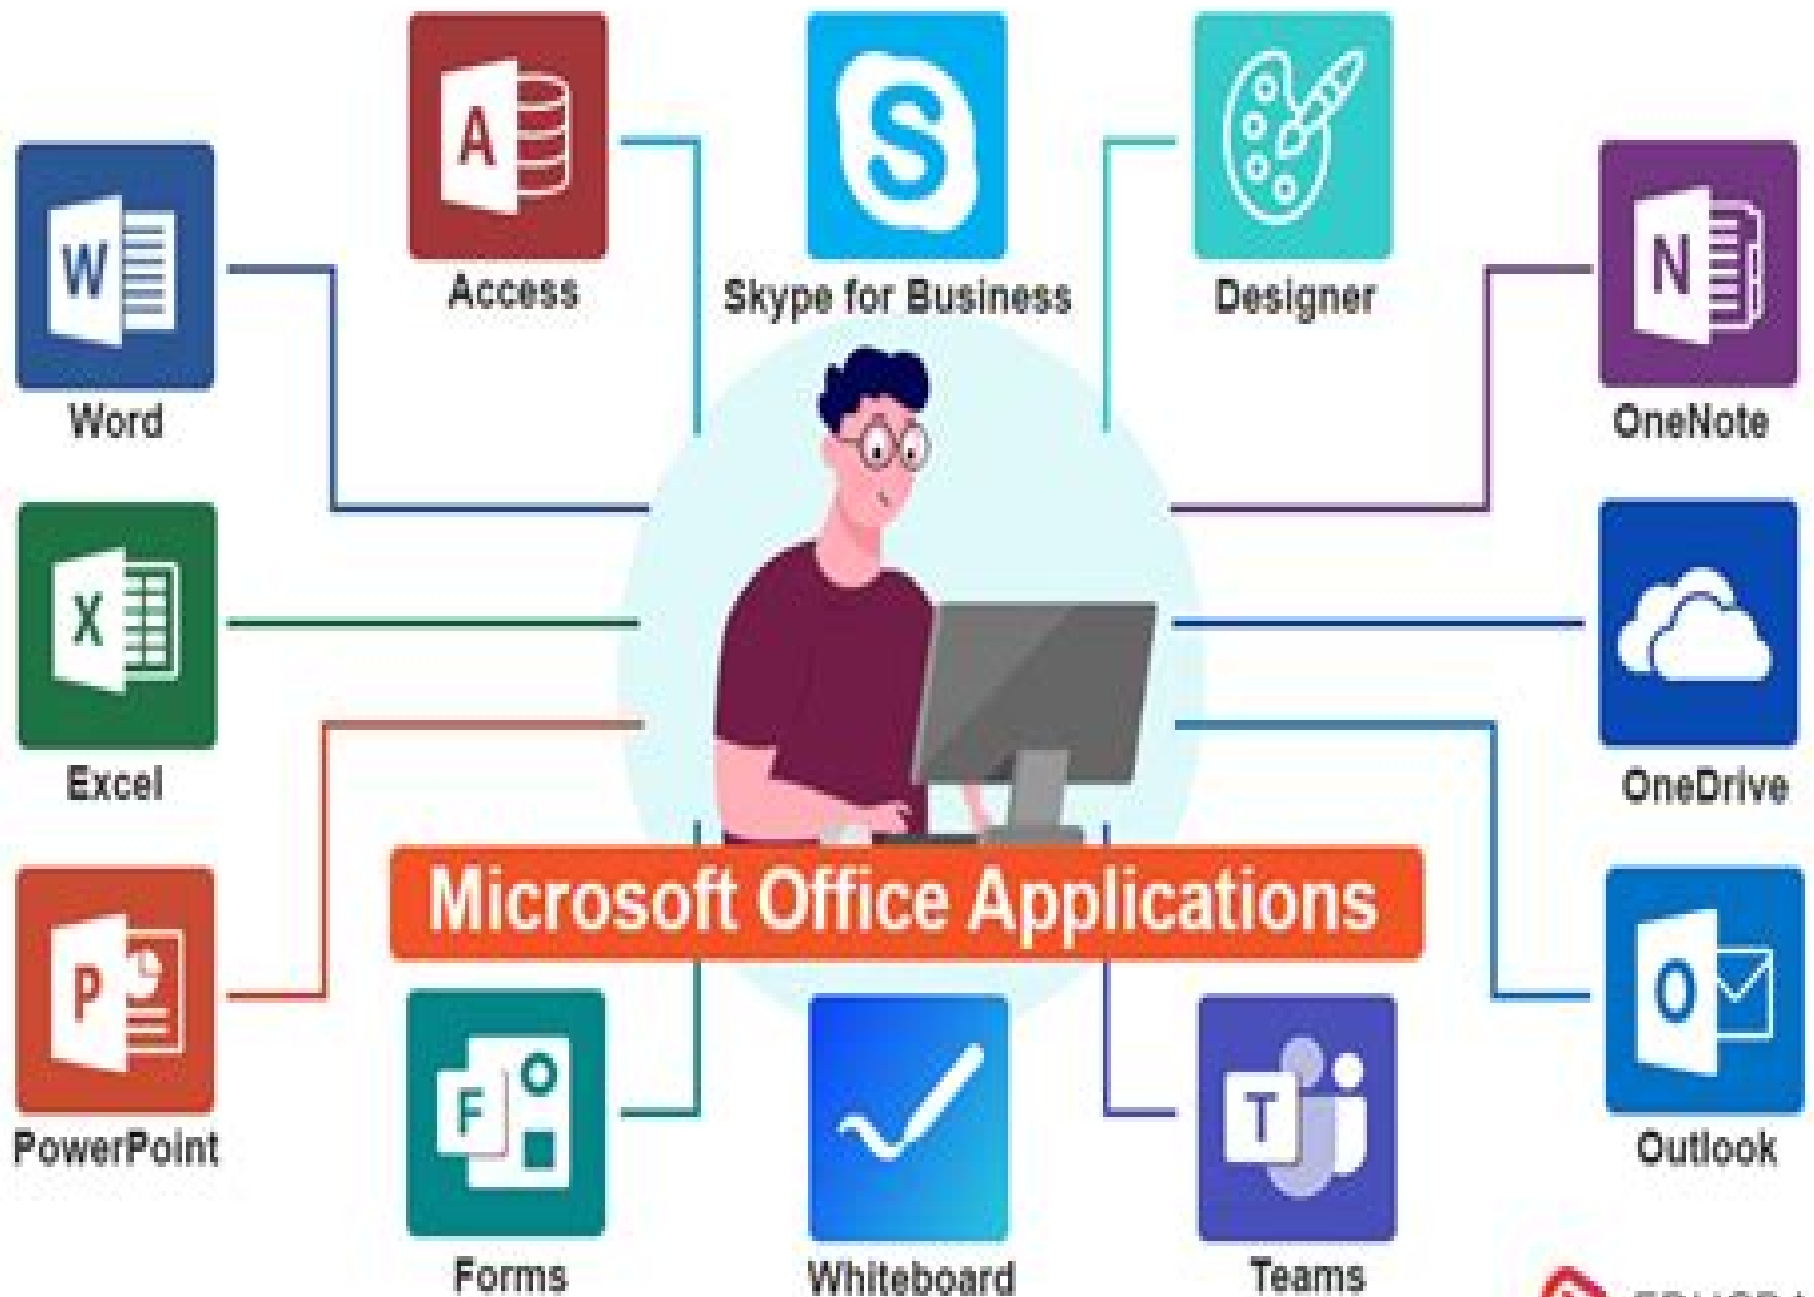 Access
Skype for Business
Designer
Word
OneNote
Excel
OneDrive
Microsoft Office Applications
PowerPoint
Outlook
Forms
Whiteboard
Teams
A
S
W
N
X
P
O
F
T